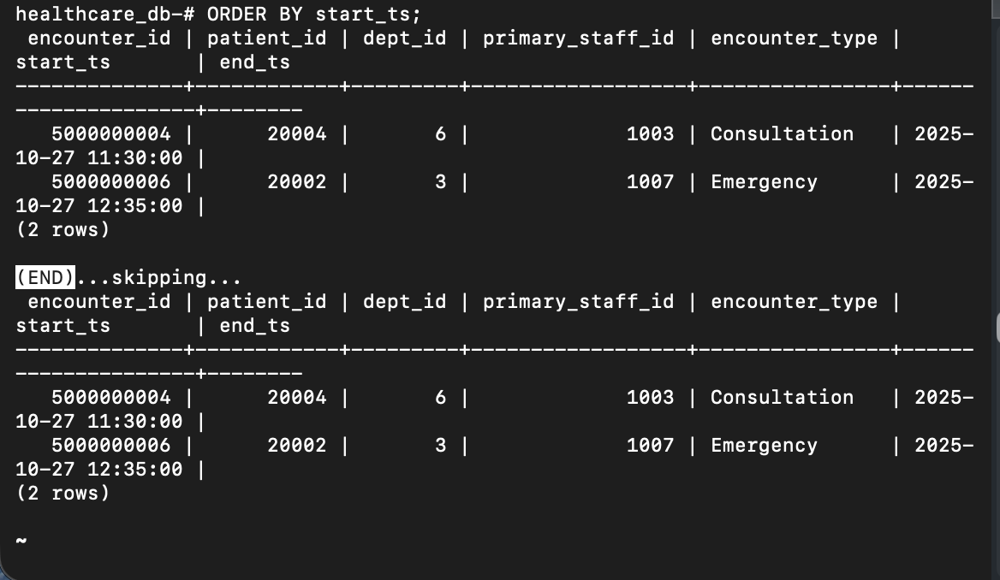 healthcare_db-# ORDER BY start_ts;
 encounter_id | patient_id | dept_id | primary_staff_id | encounter_type |
start_ts       | end_ts
--------------+------------+---------+------------------+----------------+------
---------------+--------
   5000000004 |      20004 |       6 |             1003 | Consultation   | 2025-
10-27 11:30:00 |
   5000000006 |      20002 |       3 |             1007 | Emergency      | 2025-
10-27 12:35:00 |
(2 rows)

(END)...skipping...
 encounter_id | patient_id | dept_id | primary_staff_id | encounter_type |
start_ts       | end_ts
--------------+------------+---------+------------------+----------------+------
---------------+--------
   5000000004 |      20004 |       6 |             1003 | Consultation   | 2025-
10-27 11:30:00 |
   5000000006 |      20002 |       3 |             1007 | Emergency      | 2025-
10-27 12:35:00 |
(2 rows)

~